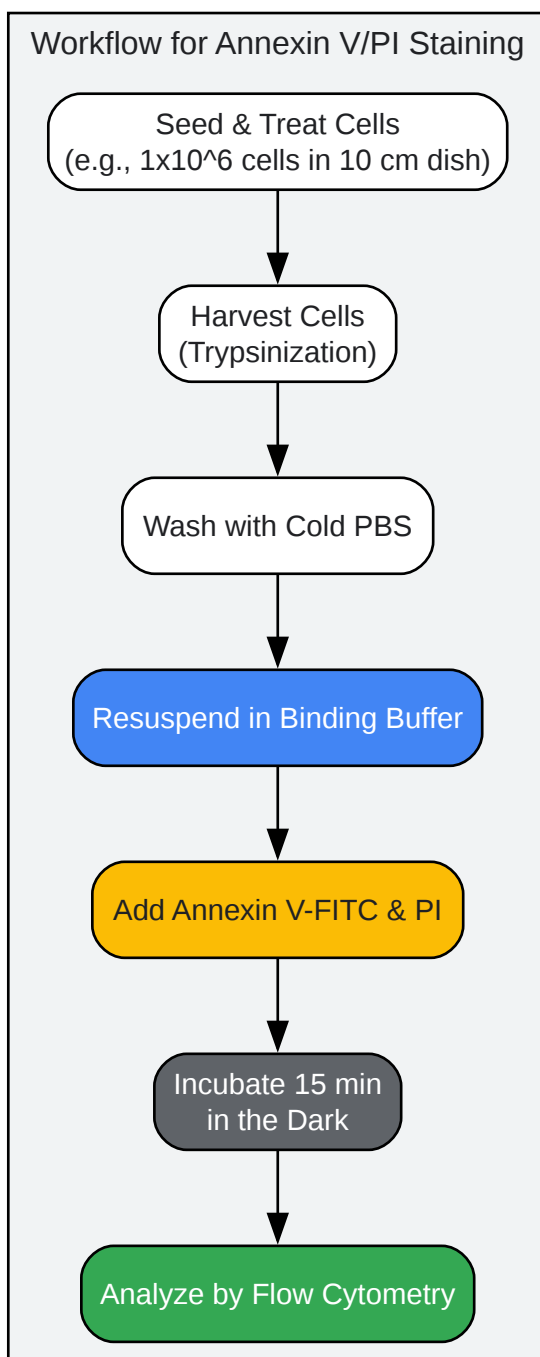 Workflow for Annexin V/PI Staining
Seed & Treat Cells
(e.g., 1x10^6 cells in 10 cm dish)
Harvest Cells
(Trypsinization)
Wash with Cold PBS
Resuspend in Binding Buffer
Add Annexin V-FITC & PI
Incubate 15 min
in the Dark
Analyze by Flow Cytometry